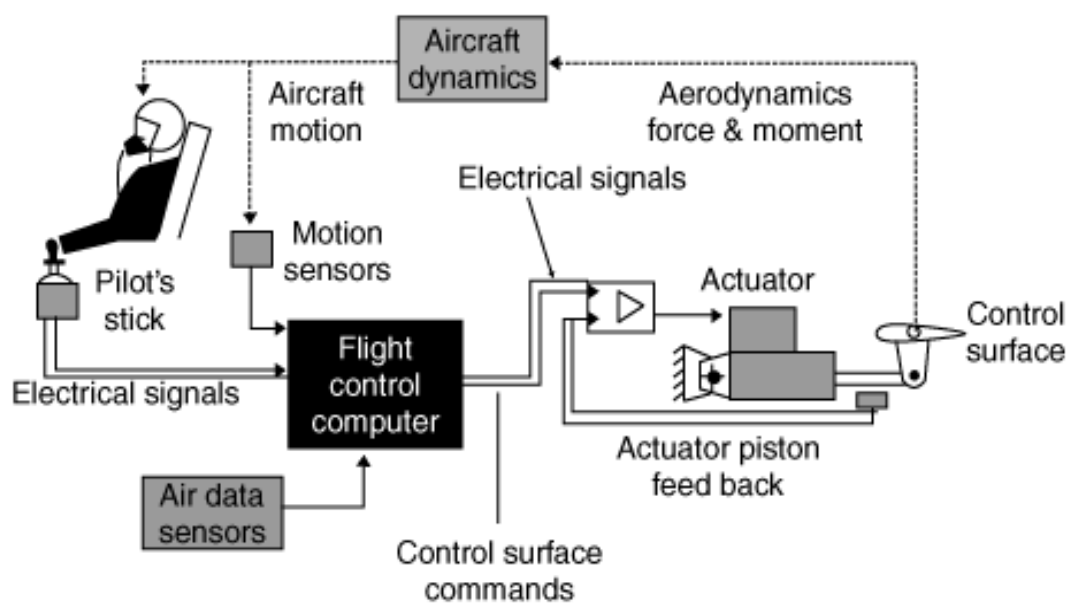 Aircraft
dynamics
Aircraft
motion
Aerodynamics
force & moment
Electrical signals
Motion
sensors
Pilot's
stick
Actuator
Control
surface
Flight
control
computer
Electrical signals
Actuator piston
feed back
Air data
sensors
Control surface
commands